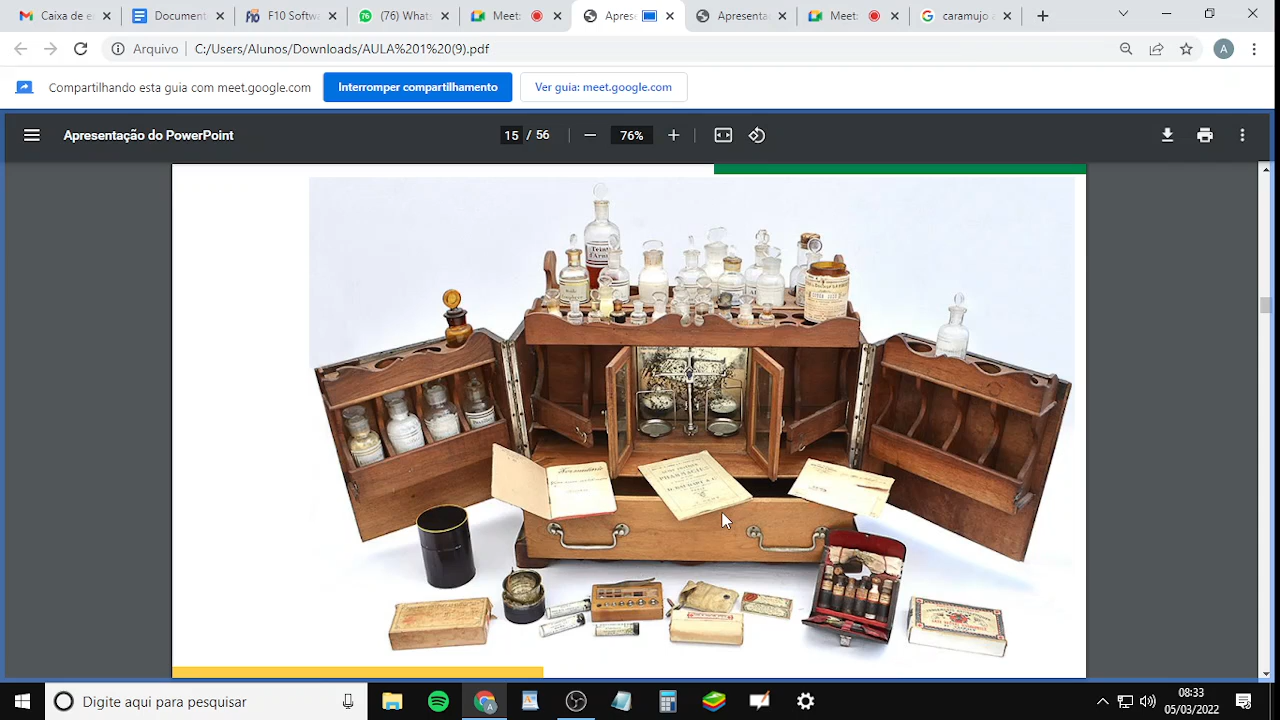 Caixa de e
Document
F10 Softwa
(76) Whats
Meet:
Apres
Apresenta
Meet:
caramujo
Arquivo
C:/Users/Alunos/Downloads/AULA%201%20(9).pdf
A
Compartilhando esta guia com meet.google.com
Interromper compartilhamento
Ver guia: meet.google.com
Apresentação do PowerPoint
15 / 56
76%
Digite aqui para pesquisar
08:33
05/03/2022